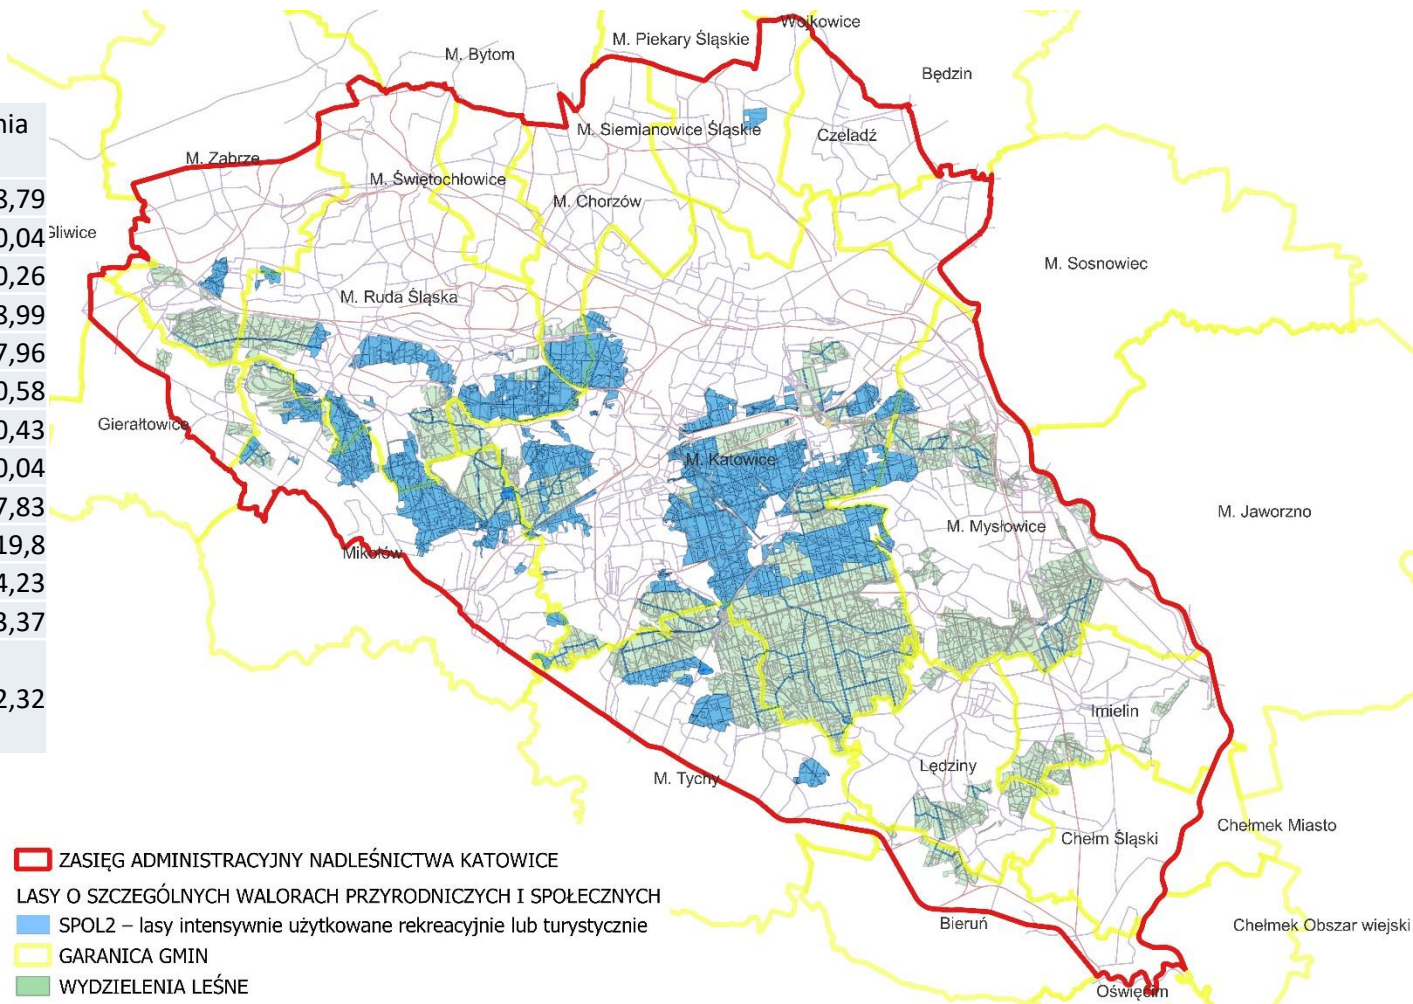 nia
8,79
0,04
0,26
8,99
7,96
0,58
0,43
0,04
7,83
19,8
4,23
3,37
2,32
Wojkowice
M. Piekary Śląskie
M. Bytom
Będzin
M. Siemianowice Śląskie
Czeladź
M. Zabrze
M. Świętochłowice
M. Chorzów
Gliwice
M. Sosnowiec
M. Ruda Śląska
Gierałtowice
M. Katowice
M. Jaworzno
M. Mysłowice
Mikołów
Imielin
Lędziny
M. Tychy
Chełm Śląski
Chełmek Miasto
Bieruń
Chełmek Obszar wiejski
Oświęcim
ZASIĘG ADMINISTRACYJNY NADLEŚNICTWA KATOWICE
LASY O SZCZEGÓLNYCH WALORACH PRZYRODNICZYCH I SPOŁECZNYCH
SPOL2 – lasy intensywnie użytkowane rekreacyjnie lub turystycznie
GARANICA GMIN
WYDZIELENIA LEŚNE